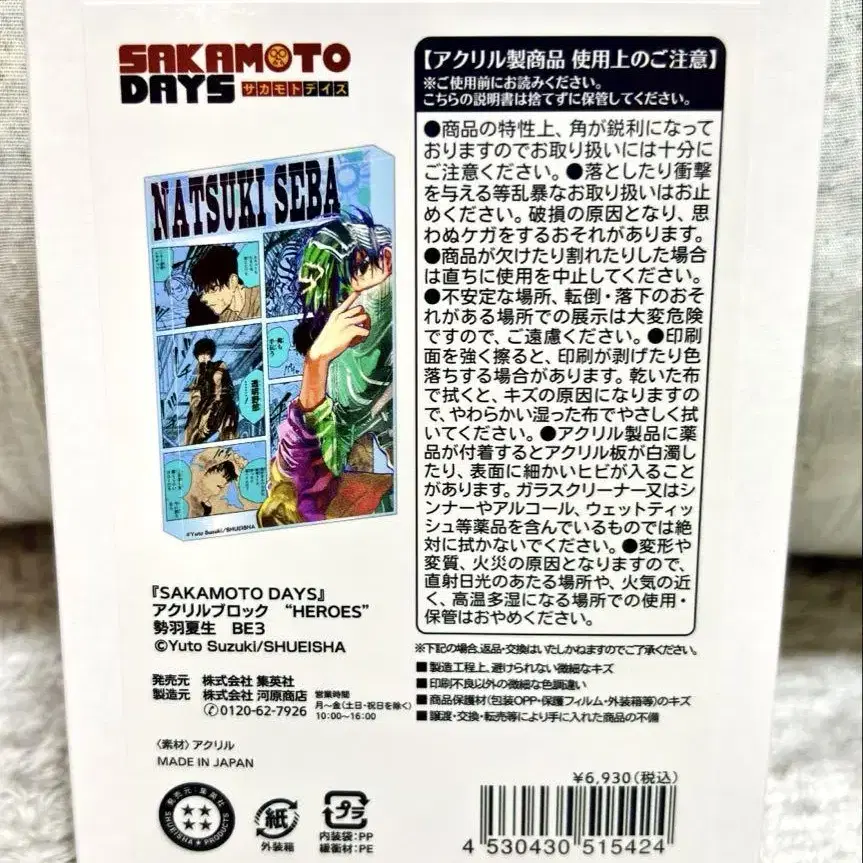 SAKAMOTO
DAYS サカモトデイズ
NATSUKI SEBA
透明野郎
©Yuto Suzuki/SHUEISHA
『SAKAMOTO DAYS』
アクリルブロック “HEROES”
勢羽夏生 BE3
©Yuto Suzuki/SHUEISHA
発売元 株式会社 集英社
製造元 株式会社 河原商店
0120-62-7926
営業時間
月〜金(土日・祝日を除く)
10:00〜16:00
〈素材〉アクリル
MADE IN JAPAN
発売元:集英社
SHUEISHA PRODUCTS
紙
外装箱
プラ
内装袋:PP
緩衝材:PE
【アクリル製商品 使用上のご注意】
※ご使用前にお読みください。
こちらの説明書は捨てずに保管してください。
●商品の特性上、角が鋭利になって
おりますのでお取り扱いには十分に
ご注意ください。●落としたり衝撃
を与える等乱暴なお取り扱いはお止
めください。破損の原因となり、思
わぬケガをするおそれがあります。
●商品が欠けたり割れたりした場合
は直ちに使用を中止してください。
●不安定な場所、転倒・落下のおそ
れがある場所での展示は大変危険
ですので、ご遠慮ください。●印刷
面を強く擦ると、印刷が剥げたり色
落ちする場合があります。乾いた布
で拭くと、キズの原因になりますの
で、やわらかい湿った布でやさしく拭
いてください。●アクリル製品に薬
品が付着するとアクリル板が白濁し
たり、表面に細かいヒビが入ること
があります。ガラスクリーナー又はシ
ンナーやアルコール、ウェットティッ
シュ等薬品を含んでいるものでは絶
対に拭かないでください。●変形や
変質、火災の原因となりますので、
直射日光のあたる場所や、火気の近
く、高温多湿になる場所での使用・
保管はおやめください。
※下記の場合、返品・交換はいたしかねますのでご了承ください。
■製造工程上、避けられない微細なキズ
■印刷不良以外の微細な色調違い
■商品保護材(包装OPP・保護フィルム・外装箱等)のキズ
■譲渡・交換・転売等により手に入れた商品の不備
¥6,930(税込)
4 530430 515424